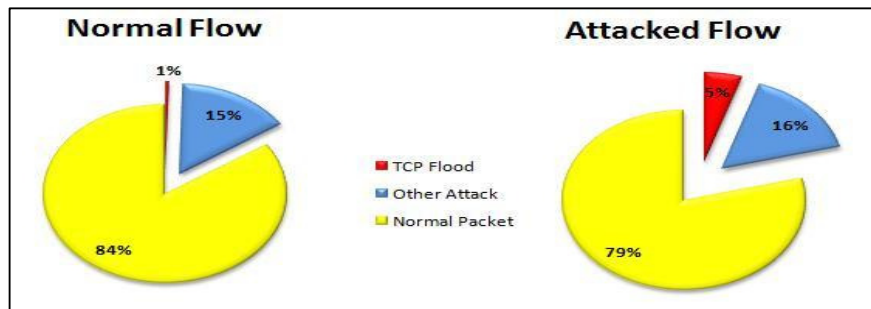 Normal Flow
1%
15%
84%
TCP Flood
Other Attack
Normal Packet
Attacked Flow
5%
16%
79%